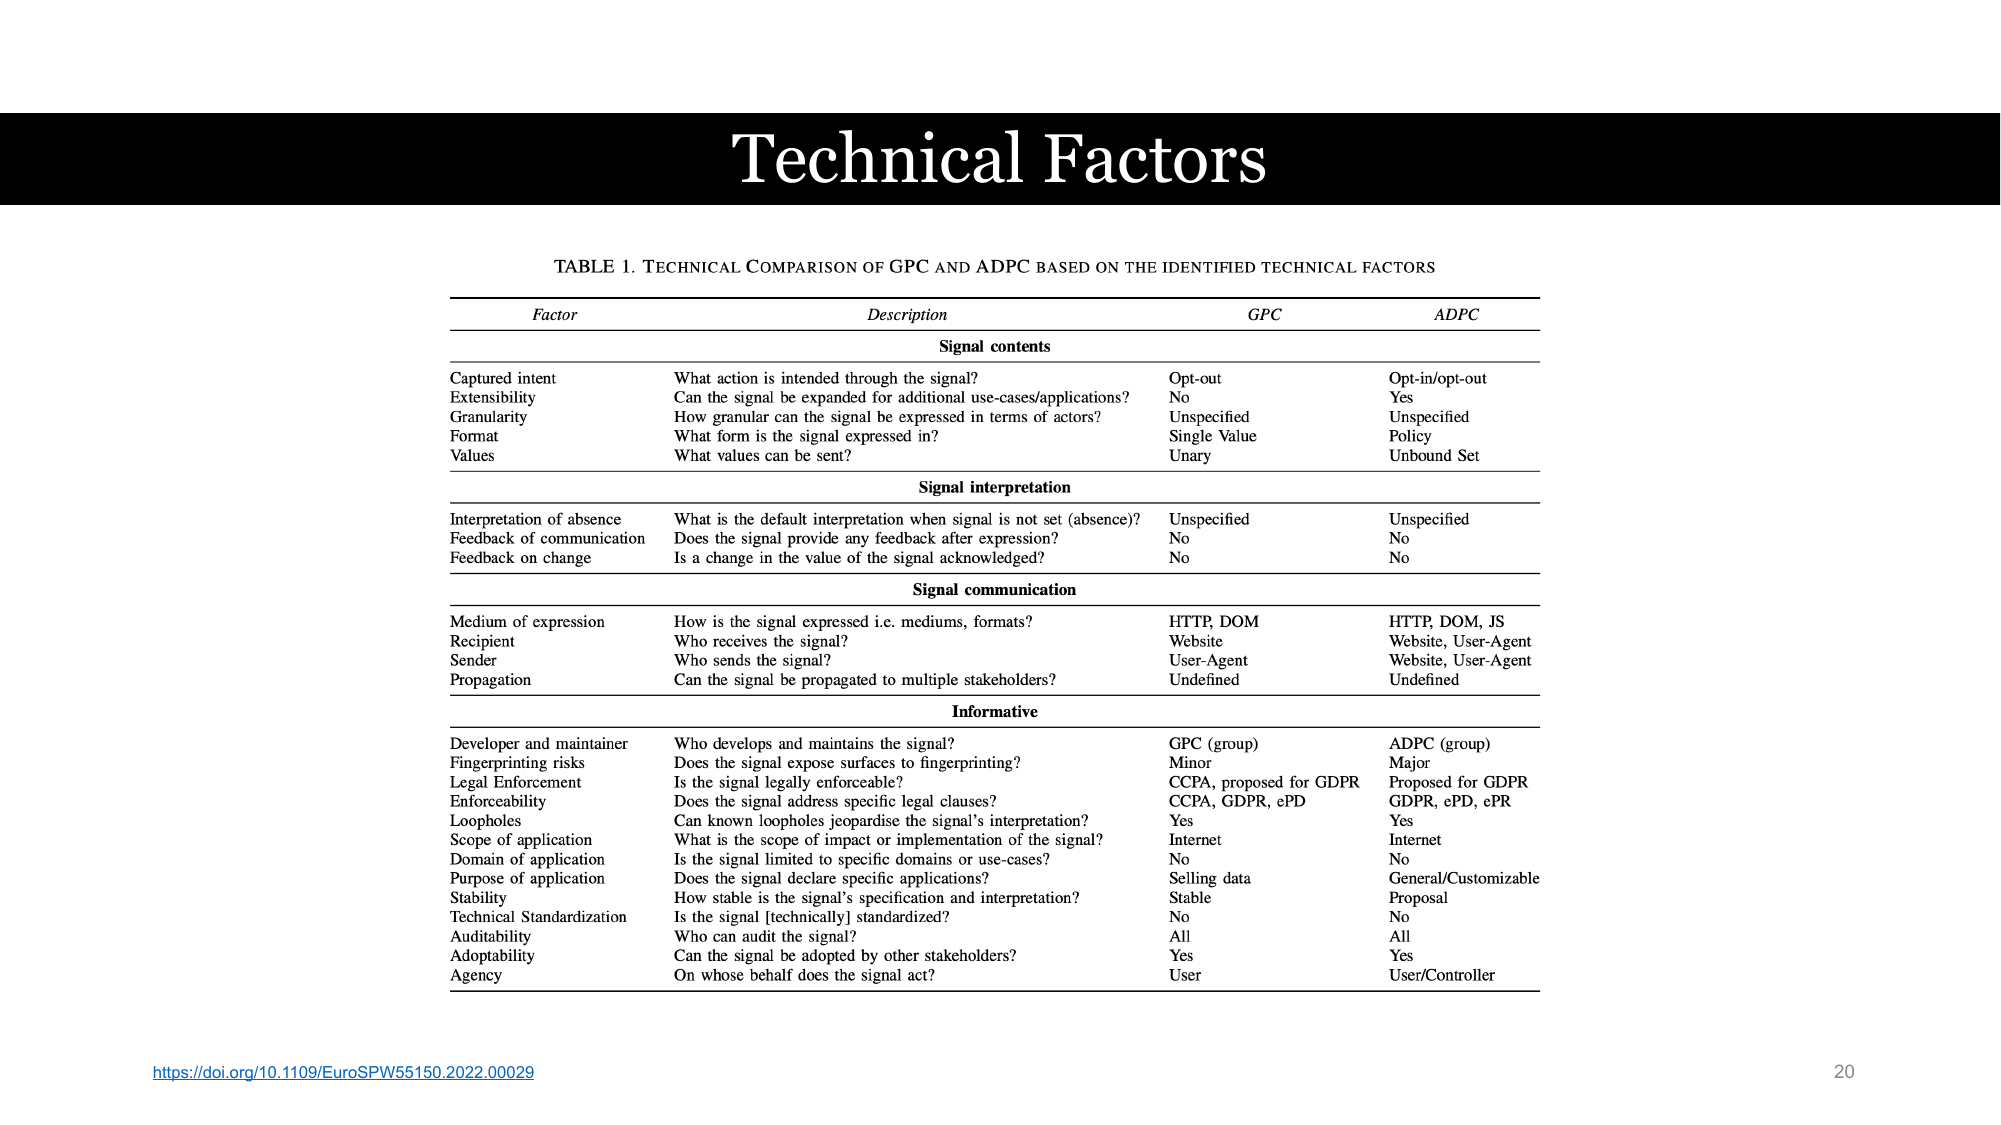 Technical Factors
TABLE 1. TECHNICAL COMPARISON OF GPC AND ADPC BASED ON THE IDENTIFIED TECHNICAL FACTORS
Factor Description GPC ADPC
Signal contents
Captured intent What action is intended through the signal? Opt-out Opt-in/opt-out
Extensibility Can the signal be expanded for additional use-cases/applications? No Yes
Granularity How granular can the signal be expressed in terms of actors? Unspecified Unspecified
Format What form is the signal expressed in? Single Value Policy
Values What values can be sent? Unary Unbound Set
Signal interpretation
Interpretation of absence What is the default interpretation when signal is not set (absence)? Unspecified Unspecified
Feedback of communication Does the signal provide any feedback after expression? No No
Feedback on change Is a change in the value of the signal acknowledged? No No
Signal communication
Medium of expression How is the signal expressed i.e. mediums, formats? HTTP, DOM HTTP, DOM, JS
Recipient Who receives the signal? Website Website, User-Agent
Sender Who sends the signal? User-Agent Website, User-Agent
Propagation Can the signal be propagated to multiple stakeholders? Undefined Undefined
Informative
Developer and maintainer Who develops and maintains the signal? GPC (group) ADPC (group)
Fingerprinting risks Does the signal expose surfaces to fingerprinting? Minor Major
Legal Enforcement Is the signal legally enforceable? CCPA, proposed for GDPR Proposed for GDPR
Enforceability Does the signal address specific legal clauses? CCPA, GDPR, ePD GDPR, ePD, ePR
Loopholes Can known loopholes jeopardise the signal's interpretation? Yes Yes
Scope of application What is the scope of impact or implementation of the signal? Internet Internet
Domain of application Is the signal limited to specific domains or use-cases? No No
Purpose of application Does the signal declare specific applications? Selling data General/Customizable
Stability How stable is the signal's specification and interpretation? Stable Proposal
Technical Standardization Is the signal [technically] standardized? No No
Auditability Who can audit the signal? All All
Adoptability Can the signal be adopted by other stakeholders? Yes Yes
Agency On whose behalf does the signal act? User User/Controller
https://doi.org/10.1109/EuroSPW55150.2022.00029
20